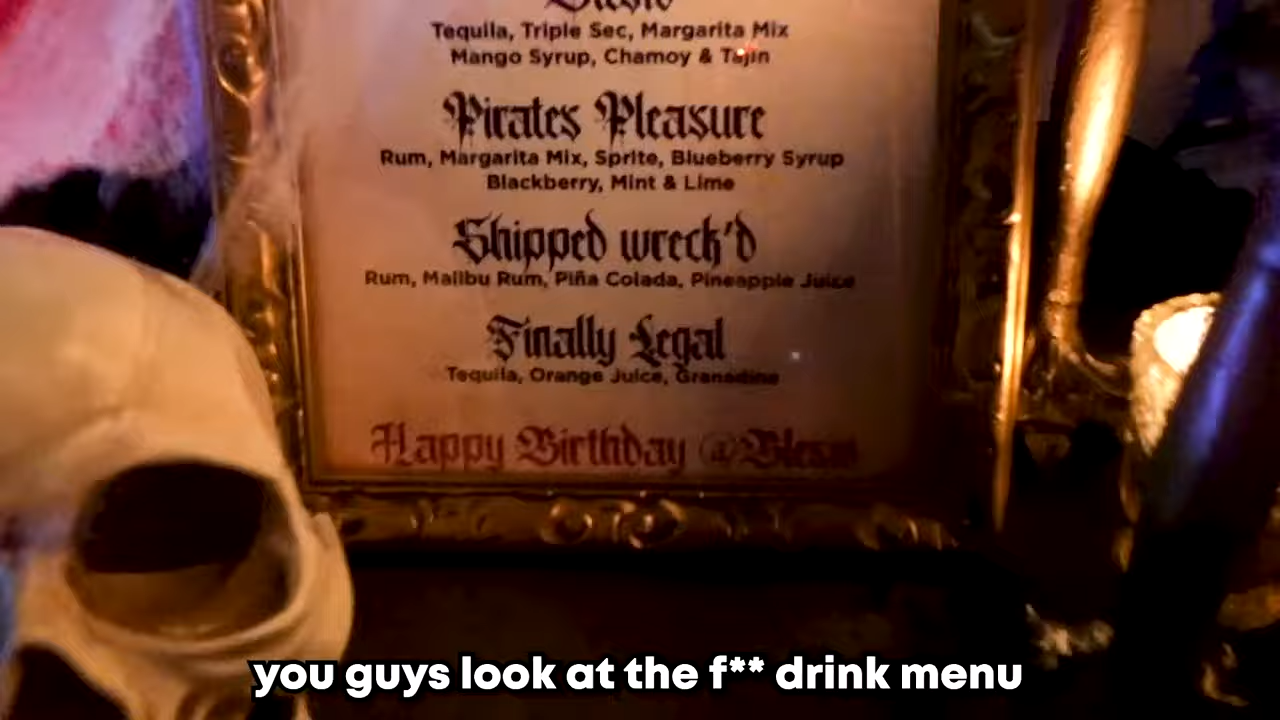 Tequila, Triple Sec, Margarita Mix
Mango Syrup, Chamoy & Tajin
Pirates Pleasure
Rum, Margarita Mix, Sprite, Blueberry Syrup
Blackberry, Mint & Lime
Shipped wreck'd
Rum, Malibu Rum, Piña Colada, Pineapple Juice
Finally Legal
Tequila, Orange Juice, Grenadine
Happy Birthday
you guys look at the f** drink menu